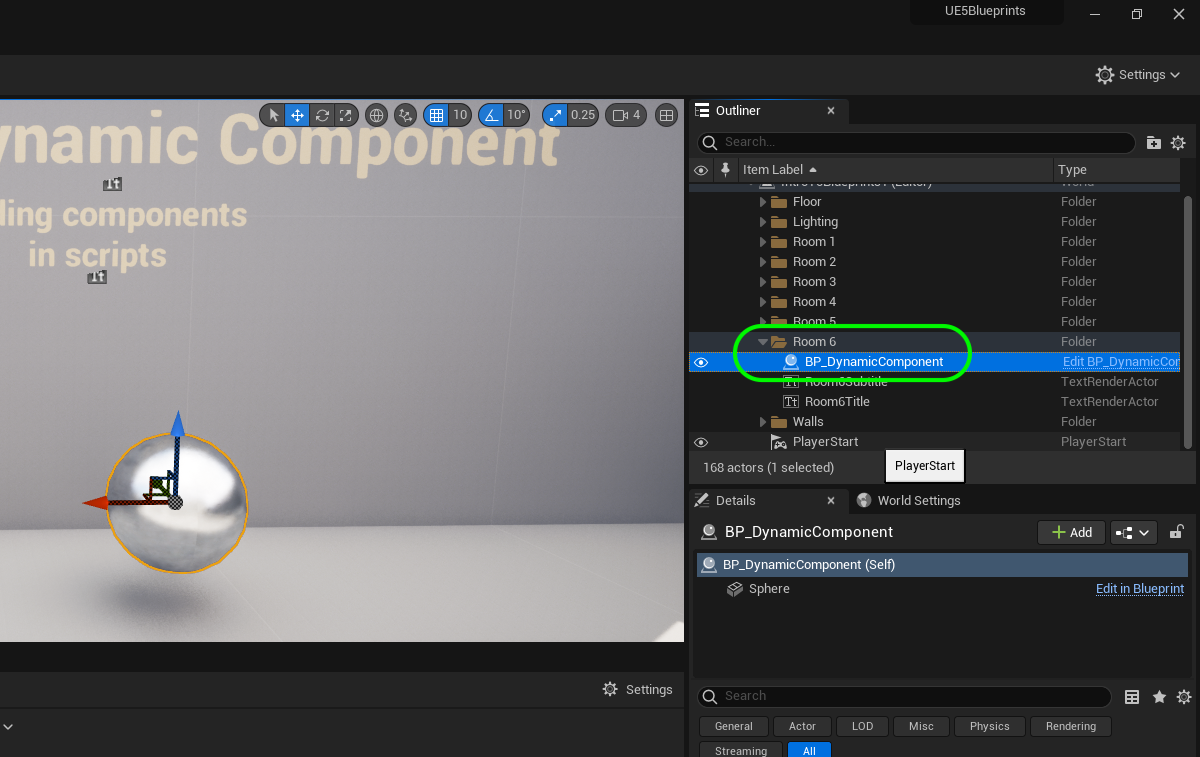 UE5Blueprints
Settings
10
10°
0.25
4
ynamic Component
ding components
in scripts
Outliner
Search...
Item Label
Type
IntroToBlueprints1 (Editor)
World
Floor
Folder
Lighting
Folder
Room 1
Folder
Room 2
Folder
Room 3
Folder
Room 4
Folder
Room 5
Folder
Room 6
Folder
BP_DynamicComponent
Edit BP_DynamicCor
Tt
Room6Subtitle
TextRenderActor
Tt
Room6Title
TextRenderActor
Walls
Folder
PlayerStart
PlayerStart
168 actors (1 selected)
PlayerStart
Details
World Settings
BP_DynamicComponent
Add
BP_DynamicComponent (Self)
Sphere
Edit in Blueprint
Settings
Search
General
Actor
LOD
Misc
Physics
Rendering
Streaming
All